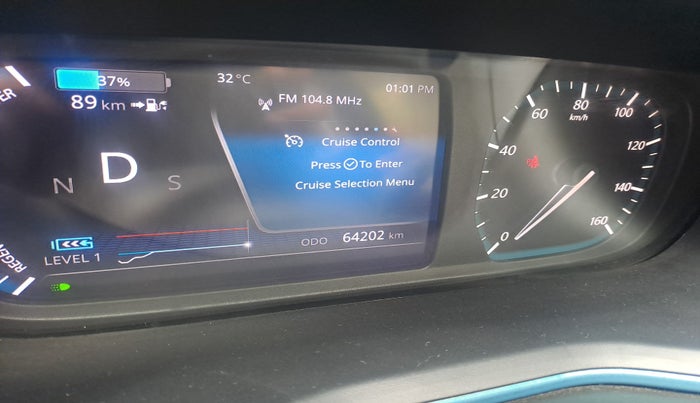 37%
32 °C
01:01 PM
89 km
FM 104.8 MHz
Cruise Control
Press To Enter
Cruise Selection Menu
N D S
LEVEL 1
ODO 64202 km
REGEN
0 20 40 60 80 100 120 140 160
km/h